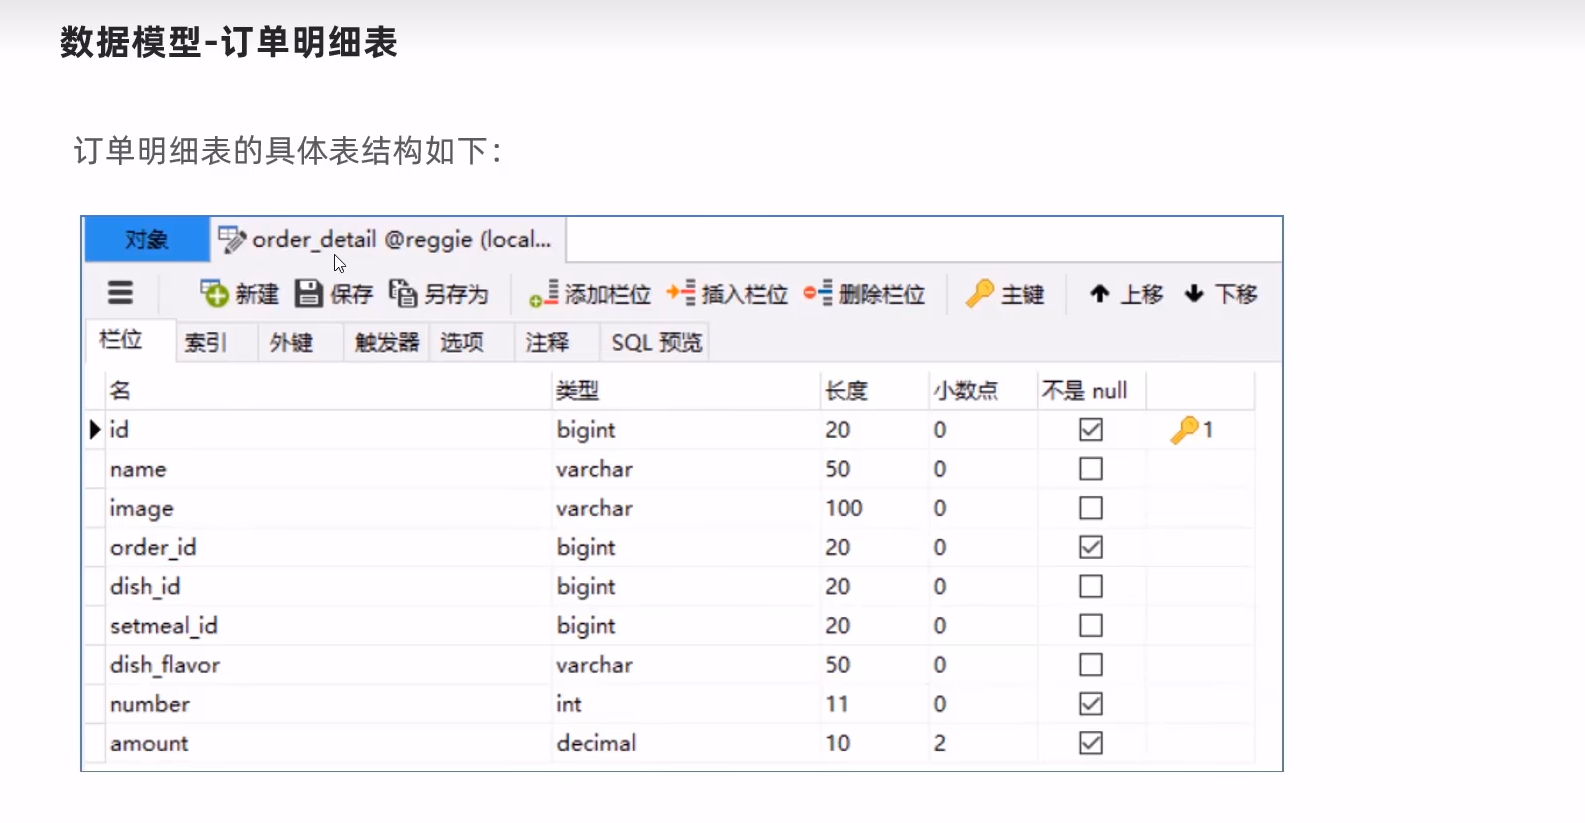 数据模型-订单明细表
订单明细表的具体表结构如下：
对象 order_detail @reggie (local...
新建 保存 另存为 添加栏位 插入栏位 删除栏位 主键 上移 下移
栏位 索引 外键 触发器 选项 注释 SQL 预览
名 类型 长度 小数点 不是 null
id bigint 20 0 1
name varchar 50 0
image varchar 100 0
order_id bigint 20 0
dish_id bigint 20 0
setmeal_id bigint 20 0
dish_flavor varchar 50 0
number int 11 0
amount decimal 10 2